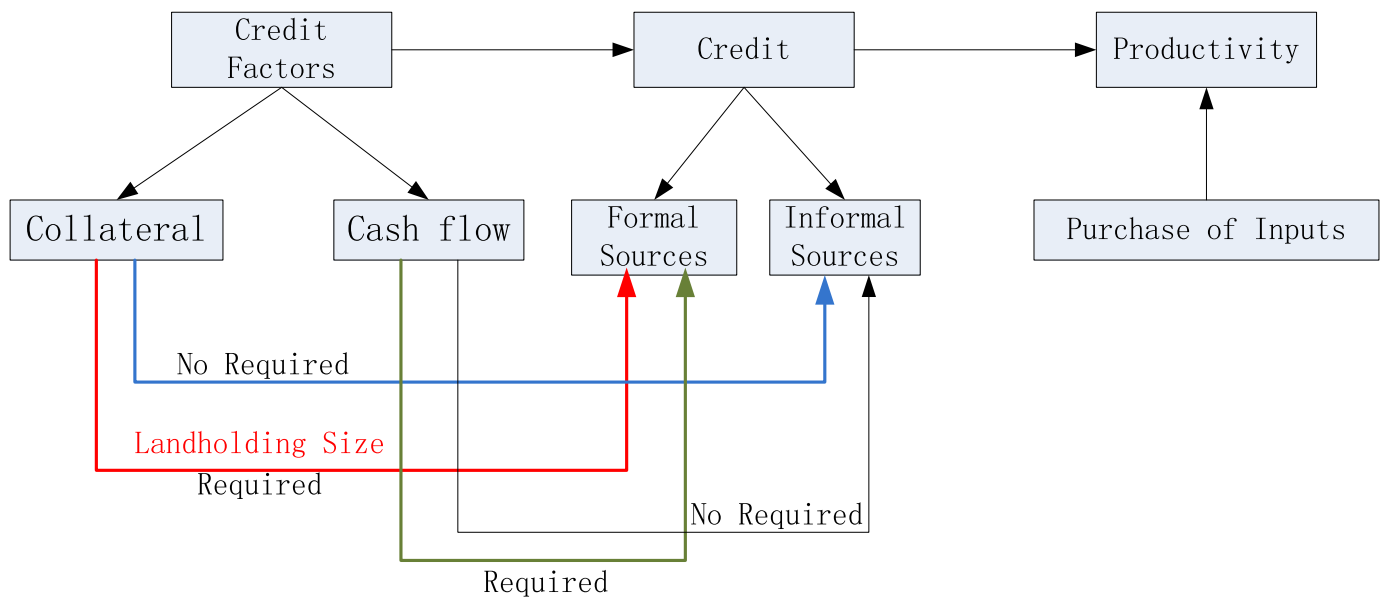 Credit
Factors
Credit
Productivity
Collateral
Cash flow
Formal
Sources
Informal
Sources
Purchase of Inputs
No Required
Landholding Size
Required
No Required
Required